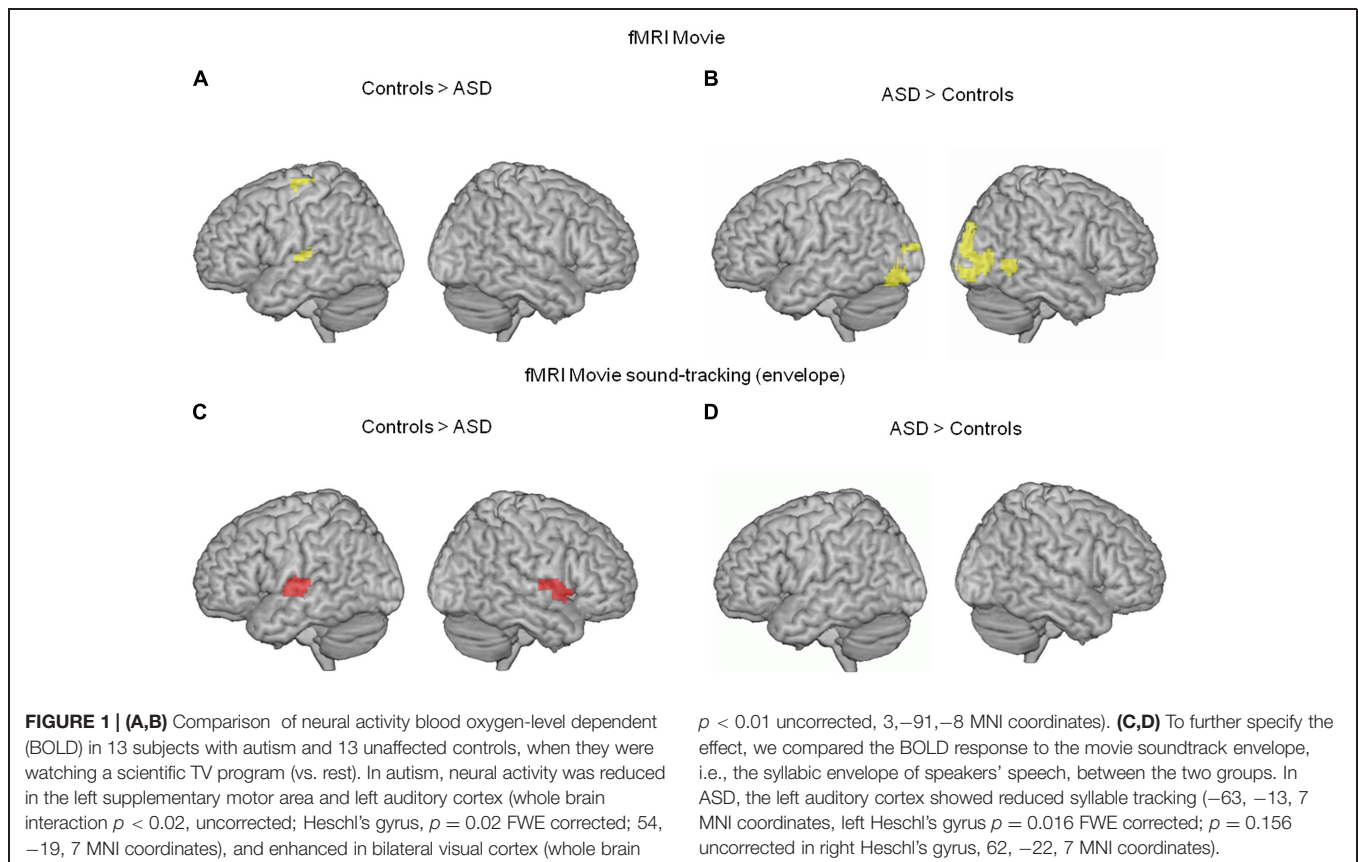 fMRI Movie
A
Controls > ASD
B
ASD > Controls
fMRI Movie sound-tracking (envelope)
C
Controls > ASD
D
ASD > Controls
FIGURE 1 | (A,B) Comparison of neural activity blood oxygen-level dependent
(BOLD) in 13 subjects with autism and 13 unaffected controls, when they were
watching a scientific TV program (vs. rest). In autism, neural activity was reduced
in the left supplementary motor area and left auditory cortex (whole brain
interaction p < 0.02, uncorrected; Heschl's gyrus, p = 0.02 FWE corrected; 54,
−19, 7 MNI coordinates), and enhanced in bilateral visual cortex (whole brain
p < 0.01 uncorrected, 3,−91,−8 MNI coordinates). (C,D) To further specify the
effect, we compared the BOLD response to the movie soundtrack envelope,
i.e., the syllabic envelope of speakers' speech, between the two groups. In
ASD, the left auditory cortex showed reduced syllable tracking (−63, −13, 7
MNI coordinates, left Heschl's gyrus p = 0.016 FWE corrected; p = 0.156
uncorrected in right Heschl's gyrus, 62, −22, 7 MNI coordinates).